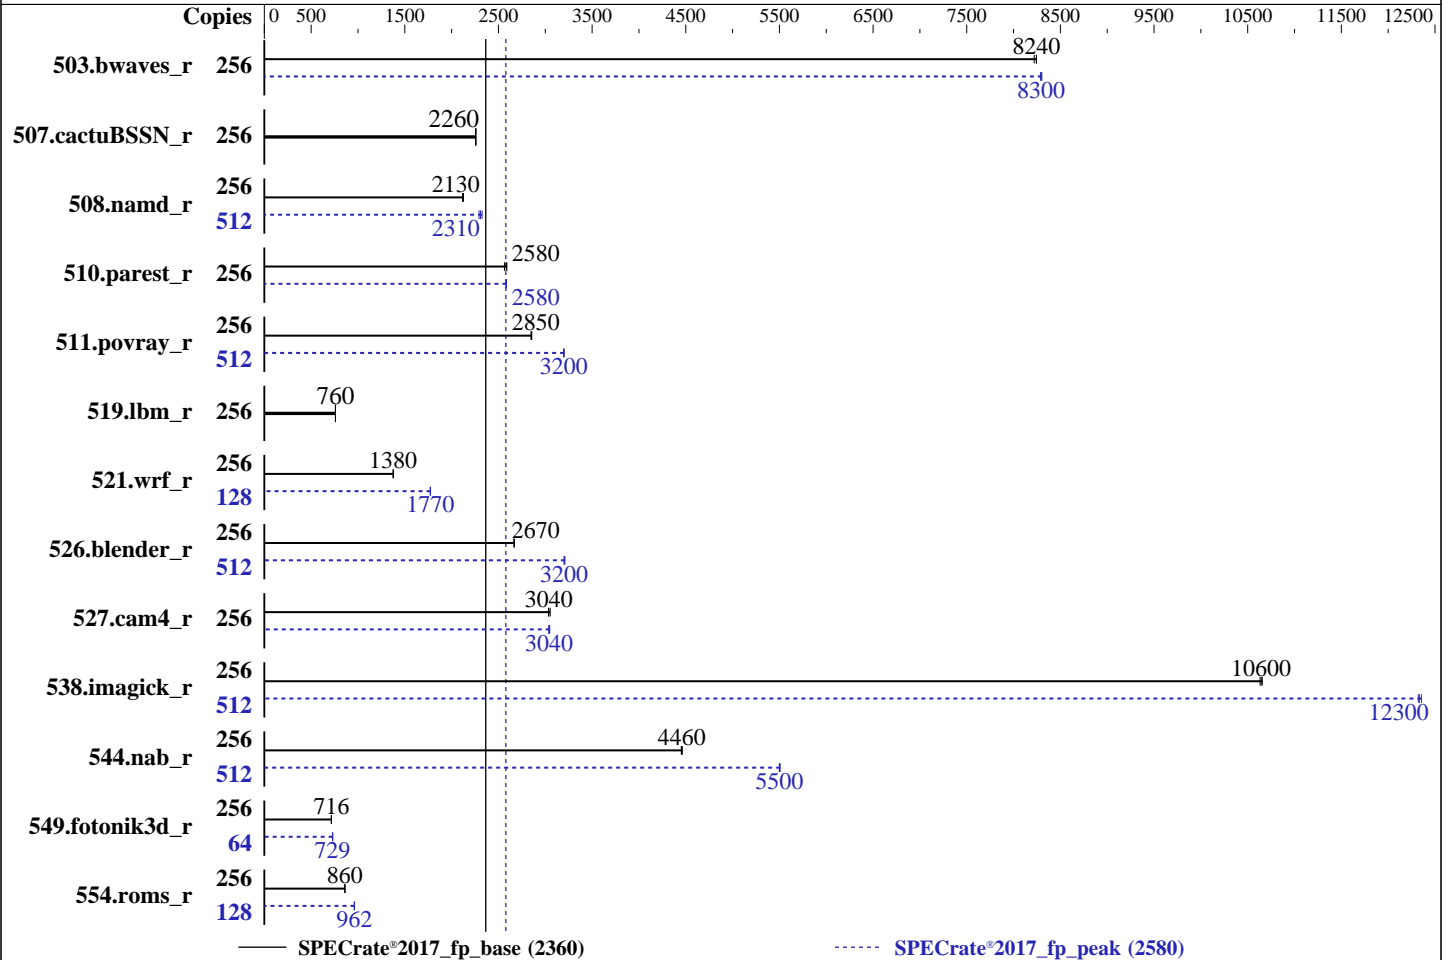 Copies 0 500 1500 2500 3500 4500 5500 6500 7500 8500 9500 10500 11500 12500
503.bwaves_r 256 8240
8300
507.cactuBSSN_r 256 2260
508.namd_r 256 2130
512 2310
510.parest_r 256 2580
2580
511.povray_r 256 2850
512 3200
519.lbm_r 256 760
521.wrf_r 256 1380
128 1770
526.blender_r 256 2670
512 3200
527.cam4_r 256 3040
3040
538.imagick_r 256 10600
512 12300
544.nab_r 256 4460
512 5500
549.fotonik3d_r 256 716
64 729
554.roms_r 256 860
128 962
SPECrate®2017_fp_base (2360) SPECrate®2017_fp_peak (2580)